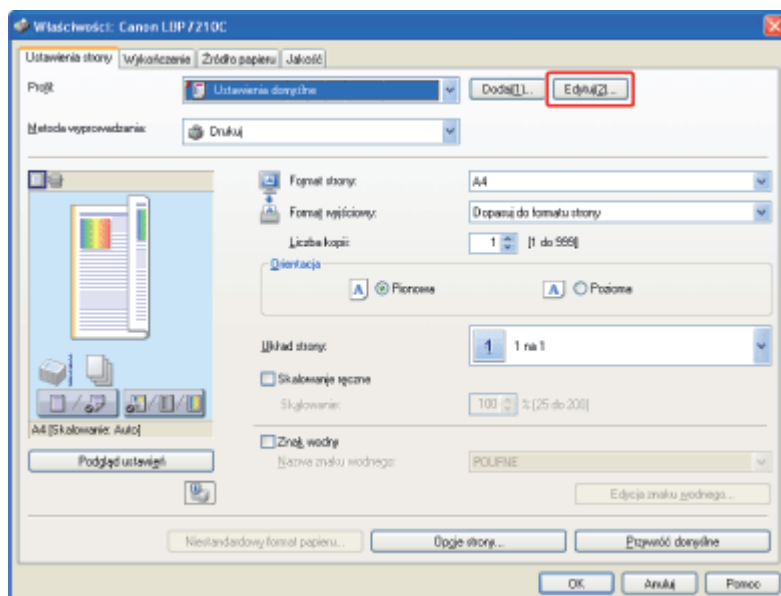 Właściwości: Canon LBP7210C
Ustawienia strony Wykończenie Źródło papieru Jakość
Profil: Ustawienia domyślne Dodaj(1)... Edytuj(2)...
Metoda wyprowadzania: Drukuj
Format strony: A4
Format wyjściowy: Dopasuj do formatu strony
Liczba kopii: 1 [1 do 999]
Orientacja
A Pionowa A Pozioma
Układ strony: 1 1 na 1
Skalowanie ręczne
Skalowanie: 100 % [25 do 200]
A4 [Skalowanie: Auto]
Znak wodny
Podgląd ustawień Nazwa znaku wodnego: POUFNE
Edycja znaku wodnego...
Niestandardowy format papieru... Opcje strony... Przywróć domyślne
OK Anuluj Pomoc